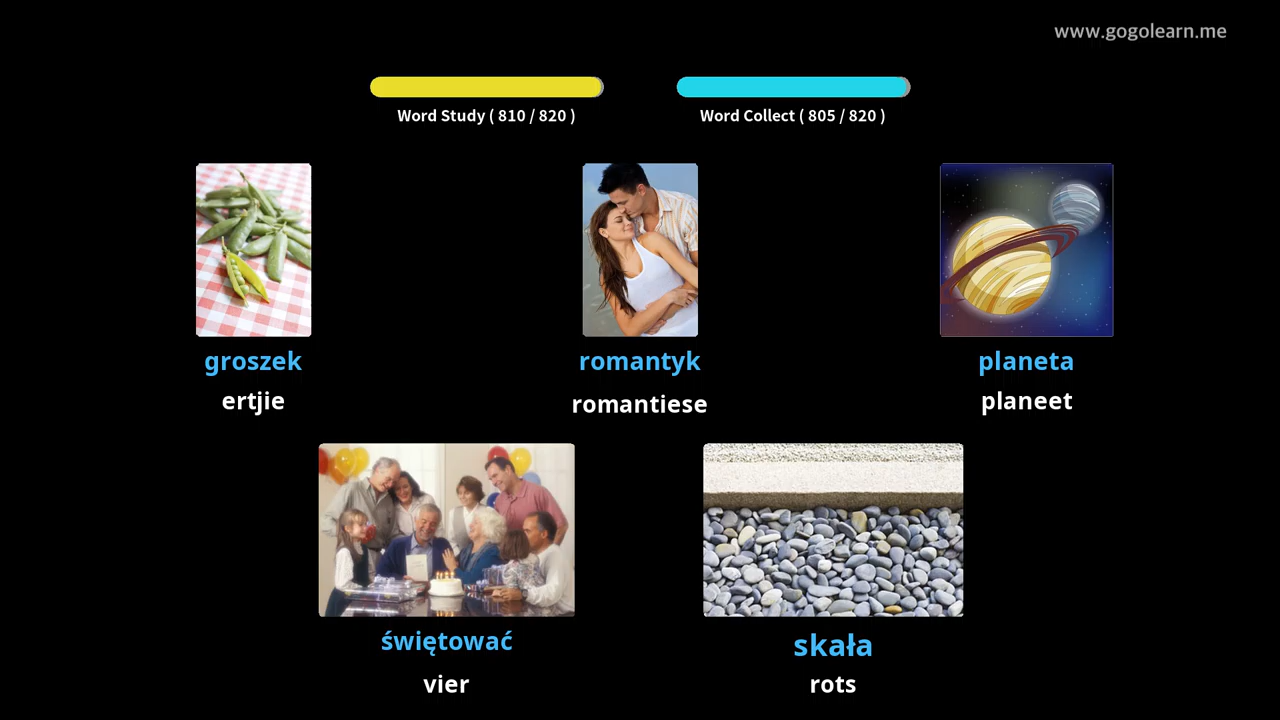 www.gogolearn.me
Word Study ( 810 / 820 )
Word Collect ( 805 / 820 )
groszek
ertjie
romantyk
romantiese
planeta
planeet
świętować
vier
skała
rots